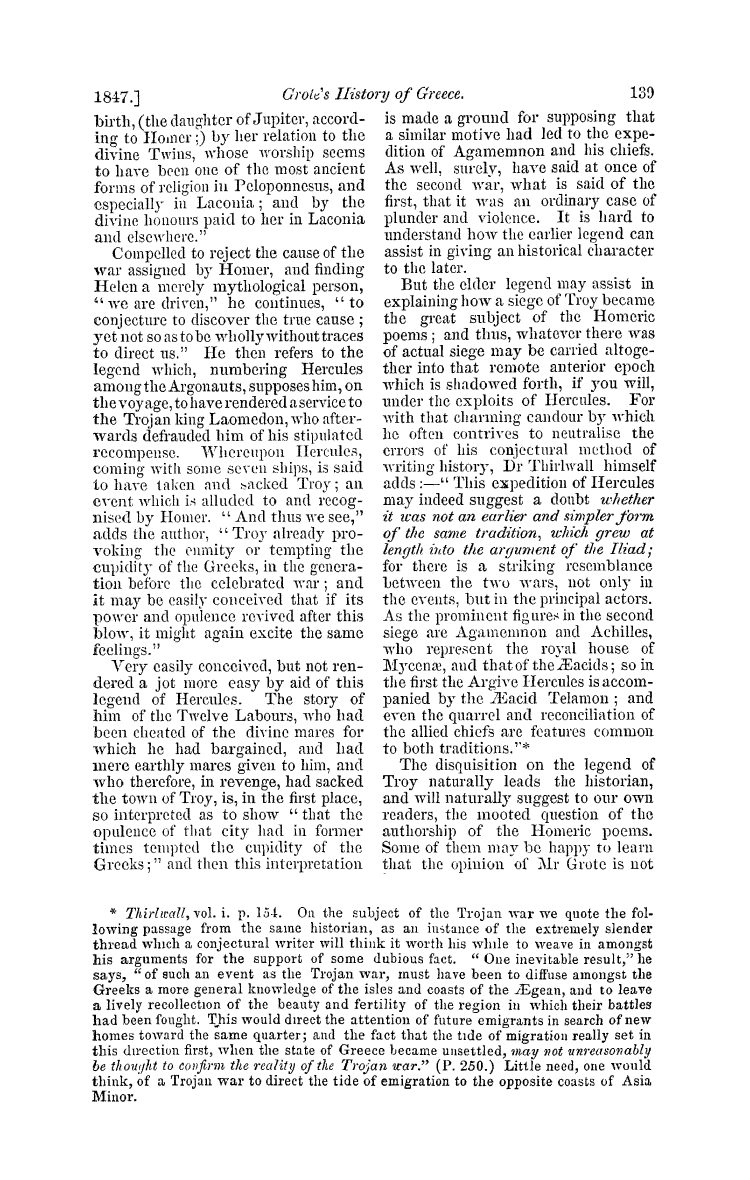 1847.] Grote's History of Greece. 139
birth, (the daughter of Jupiter, accord-
ing to Homer;) by her relation to the
divine Twins, whose worship seems
to have been one of the most ancient
forms of religion in Peloponnesus, and
especially in Laconia; and by the
divine honours paid to her in Laconia
and elsewhere."
Compelled to reject the cause of the
war assigned by Homer, and finding
Helen a merely mythological person,
"we are driven," he continues, "to
conjecture to discover the true cause;
yet not so as to be wholly without traces
to direct us." He then refers to the
legend which, numbering Hercules
among the Argonauts, supposes him, on
the voyage, to have rendered a service to
the Trojan king Laomedon, who after-
wards defrauded him of his stipulated
recompense. Whereupon Hercules,
coming with some seven ships, is said
to have taken and sacked Troy; an
event which is alluded to and recog-
nised by Homer. "And thus we see,"
adds the author, "Troy already pro-
voking the enmity or tempting the
cupidity of the Greeks, in the genera-
tion before the celebrated war; and
it may be easily conceived that if its
power and opulence revived after this
blow, it might again excite the same
feelings."
Very easily conceived, but not ren-
dered a jot more easy by aid of this
legend of Hercules. The story of
him of the Twelve Labours, who had
been cheated of the divine mares for
which he had bargained, and had
mere earthly mares given to him, and
who therefore, in revenge, had sacked
the town of Troy, is, in the first place,
so interpreted as to show "that the
opulence of that city had in former
times tempted the cupidity of the
Greeks;" and then this interpretation
is made a ground for supposing that
a similar motive had led to the expe-
dition of Agamemnon and his chiefs.
As well, surely, have said at once of
the second war, what is said of the
first, that it was an ordinary case of
plunder and violence. It is hard to
understand how the earlier legend can
assist in giving an historical character
to the later.
But the elder legend may assist in
explaining how a siege of Troy became
the great subject of the Homeric
poems; and thus, whatever there was
of actual siege may be carried altoge-
ther into that remote anterior epoch
which is shadowed forth, if you will,
under the exploits of Hercules. For
with that charming candour by which
he often contrives to neutralise the
errors of his conjectural method of
writing history, Dr Thirlwall himself
adds:—"This expedition of Hercules
may indeed suggest a doubt whether
it was not an earlier and simpler form
of the same tradition, which grew at
length into the argument of the Iliad;
for there is a striking resemblance
between the two wars, not only in
the events, but in the principal actors.
As the prominent figures in the second
siege are Agamemnon and Achilles,
who represent the royal house of
Mycenæ, and that of the Æacids; so in
the first the Argive Hercules is accom-
panied by the Æacid Telamon; and
even the quarrel and reconciliation of
the allied chiefs are features common
to both traditions."*
The disquisition on the legend of
Troy naturally leads the historian,
and will naturally suggest to our own
readers, the mooted question of the
authorship of the Homeric poems.
Some of them may be happy to learn
that the opinion of Mr Grote is not
* Thirlwall, vol. i. p. 154. On the subject of the Trojan war we quote the fol-
lowing passage from the same historian, as an instance of the extremely slender
thread which a conjectural writer will think it worth his while to weave in amongst
his arguments for the support of some dubious fact. "One inevitable result," he
says, "of such an event as the Trojan war, must have been to diffuse amongst the
Greeks a more general knowledge of the isles and coasts of the Ægean, and to leave
a lively recollection of the beauty and fertility of the region in which their battles
had been fought. This would direct the attention of future emigrants in search of new
homes toward the same quarter; and the fact that the tide of migration really set in
this direction first, when the state of Greece became unsettled, may not unreasonably
be thought to confirm the reality of the Trojan war." (P. 250.) Little need, one would
think, of a Trojan war to direct the tide of emigration to the opposite coasts of Asia
Minor.